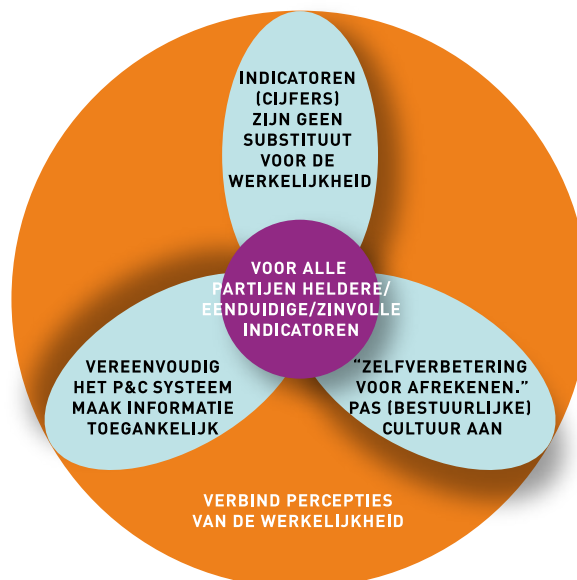 INDICATOREN
(CIJFERS)
ZIJN GEEN
SUBSTITUUT
VOOR DE
WERKELIJKHEID
VOOR ALLE
PARTIJEN HELDERE/
EENDUIDIGE/ZINVOLLE
INDICATOREN
VEREENVOUDIG
HET P&C SYSTEEM
MAAK INFORMATIE
TOEGANKELIJK
“ZELFVERBETERING
VOOR AFREKENEN.”
PAS (BESTUURLIJKE)
CULTUUR AAN
VERBIND PERCEPTIES
VAN DE WERKELIJKHEID